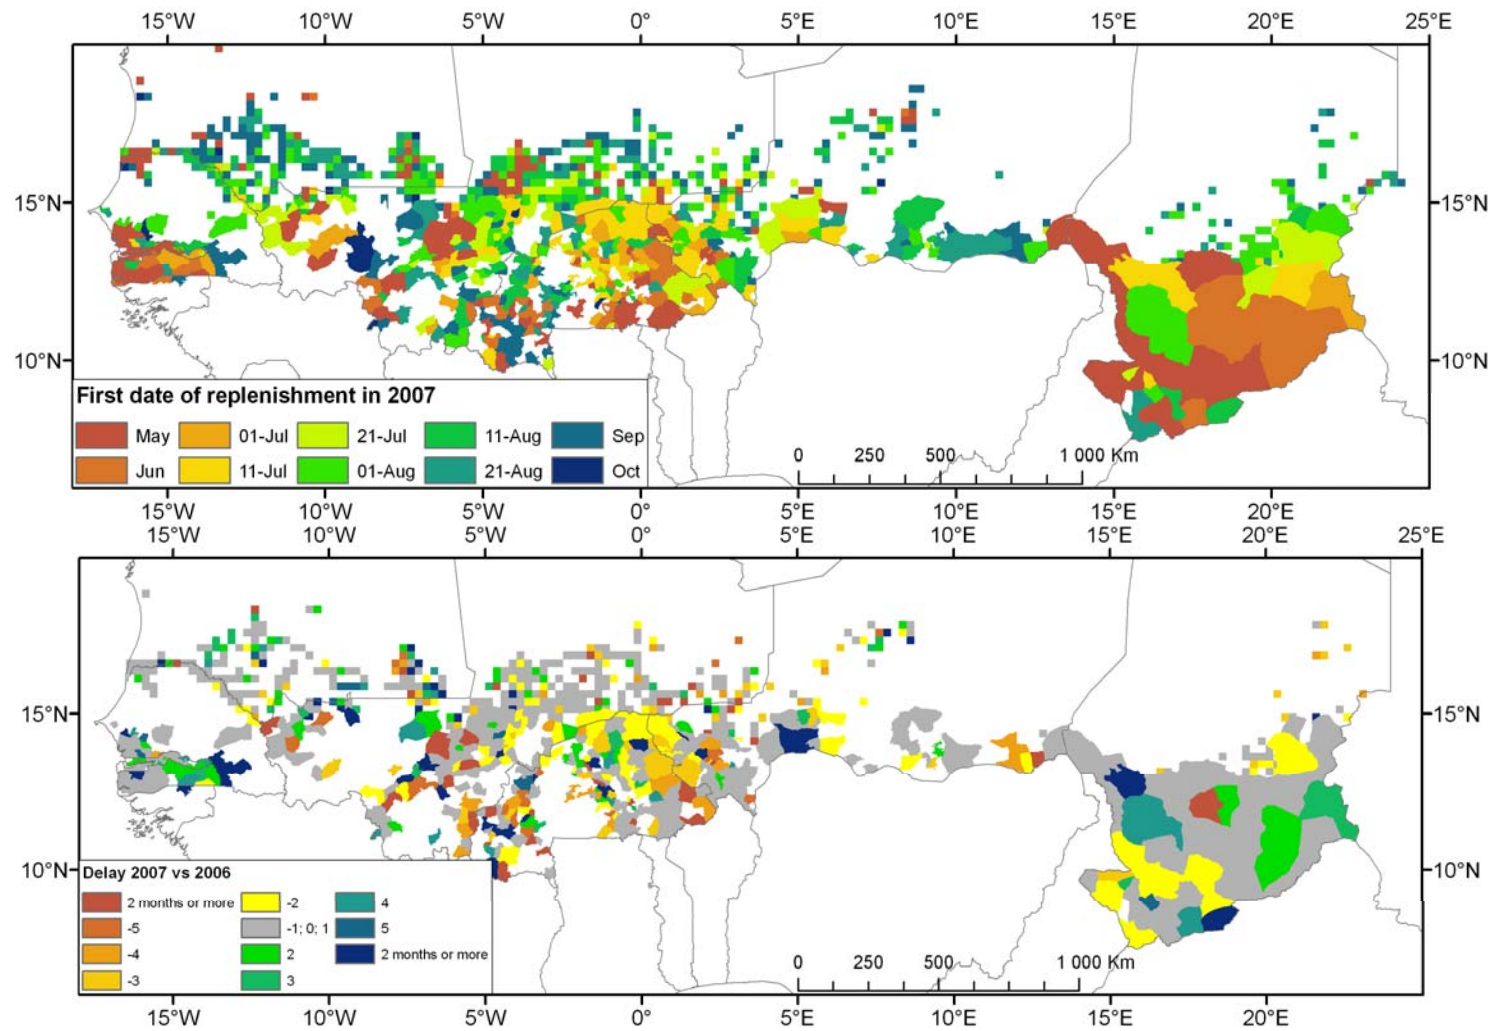 15°W 10°W 5°W 0° 5°E 10°E 15°E 20°E 25°E
15°N 15°N
10°N 10°N
First date of replenishment in 2007
May 01-Jul 21-Jul 11-Aug Sep
Jun 11-Jul 01-Aug 21-Aug Oct
0 250 500 1 000 Km
15°W 10°W 5°W 0° 5°E 10°E 15°E 20°E
15°W 10°W 5°W 0° 5°E 10°E 15°E 20°E 25°E
15°N 15°N
10°N 10°N
Delay 2007 vs 2006
2 months or more -2 4
-5 -1; 0; 1 5
-4 2 2 months or more
-3 3
0 250 500 1 000 Km
15°W 10°W 5°W 0° 5°E 10°E 15°E 20°E